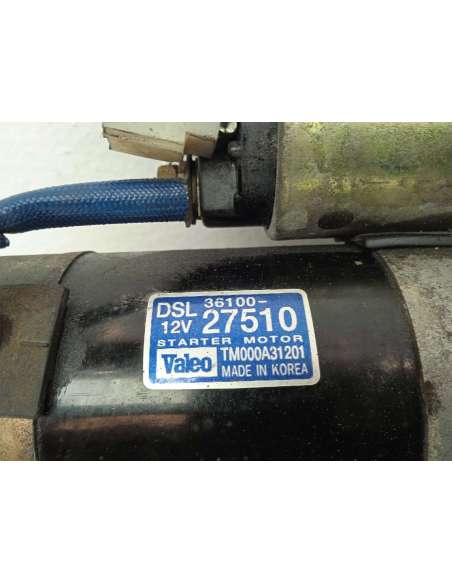 DSL 36100-
12V 27510
STARTER MOTOR
Valeo TM000A31201
MADE IN KOREA